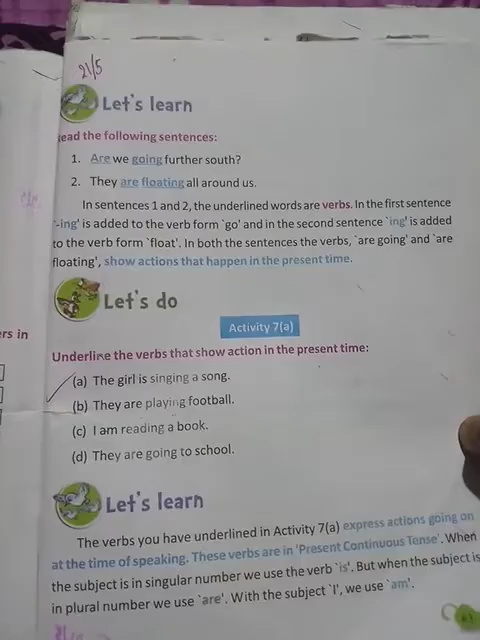 21/5
Let's learn
Read the following sentences:
1. Are we going further south?
2. They are floating all around us.
In sentences 1 and 2, the underlined words are verbs. In the first sentence
'-ing' is added to the verb form `go' and in the second sentence `ing' is added
to the verb form `float'. In both the sentences the verbs, `are going' and `are
floating', show actions that happen in the present time.
Let's do
Activity 7(a)
ers in
Underline the verbs that show action in the present time:
(a) The girl is singing a song.
(b) They are playing football.
(c) I am reading a book.
(d) They are going to school.
Let's learn
The verbs you have underlined in Activity 7(a) express actions going on
at the time of speaking. These verbs are in 'Present Continuous Tense'. When
the subject is in singular number we use the verb `is'. But when the subject is
in plural number we use `are'. With the subject `I', we use `am'.